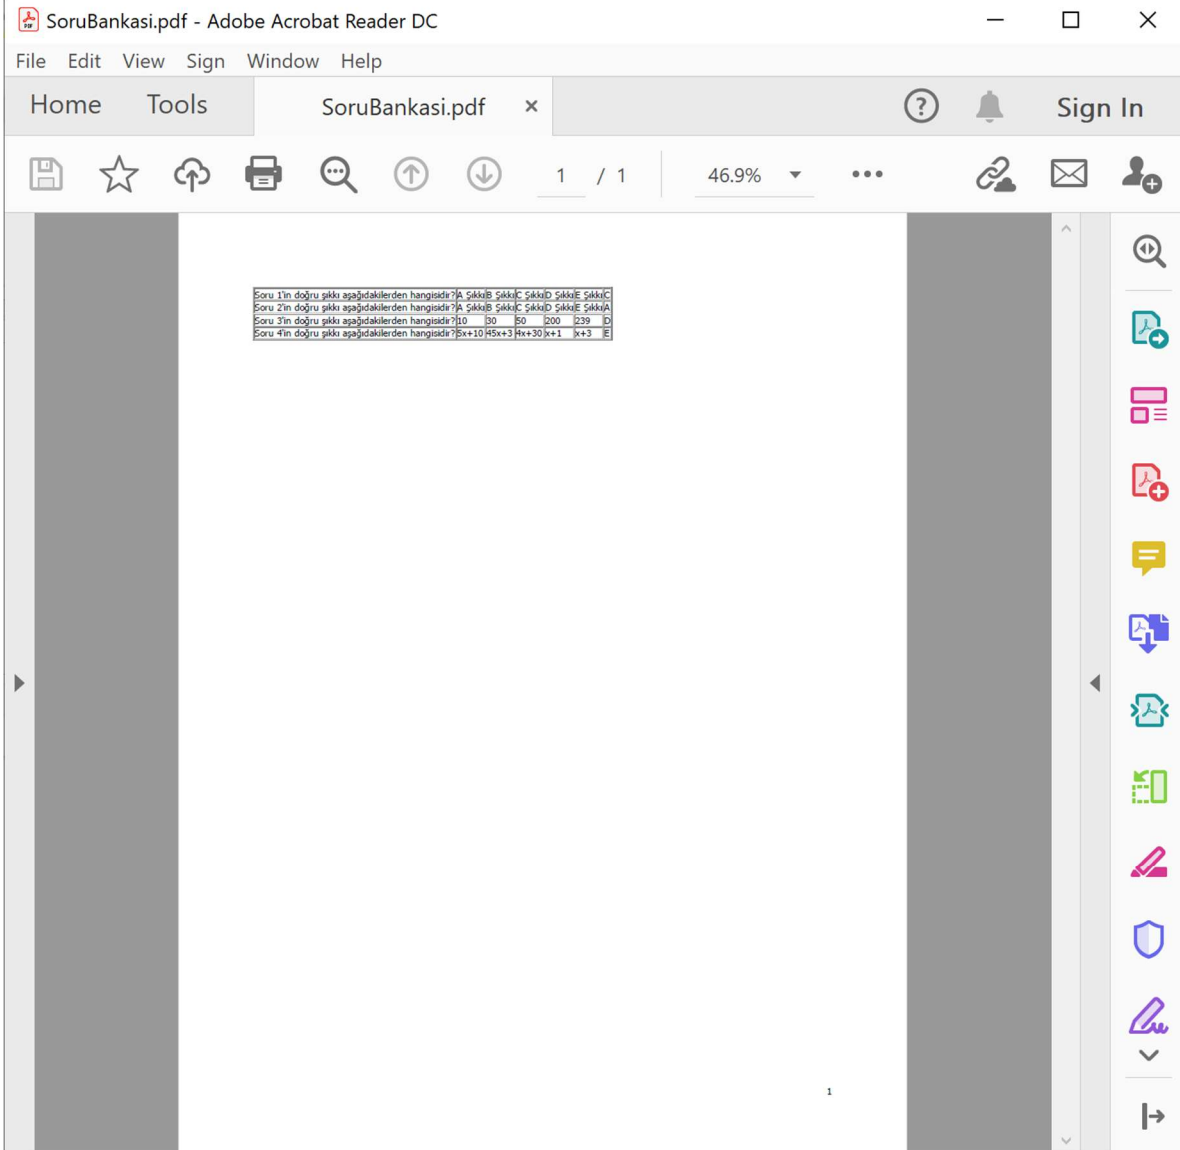 SoruBankasi.pdf - Adobe Acrobat Reader DC
File Edit View Sign Window Help
Home Tools SoruBankasi.pdf Sign In
1 / 1 46.9%
Soru 1'in doğru şıkkı aşağıdakilerden hangisidir? A Şıkkı B Şıkkı C Şıkkı D Şıkkı E Şıkkı C
Soru 2'in doğru şıkkı aşağıdakilerden hangisidir? A Şıkkı B Şıkkı C Şıkkı D Şıkkı E Şıkkı A
Soru 3'in doğru şıkkı aşağıdakilerden hangisidir? 10 30 50 200 239 D
Soru 4'in doğru şıkkı aşağıdakilerden hangisidir? 5x+10 45x+3 4x+30 x+1 x+3 E
1